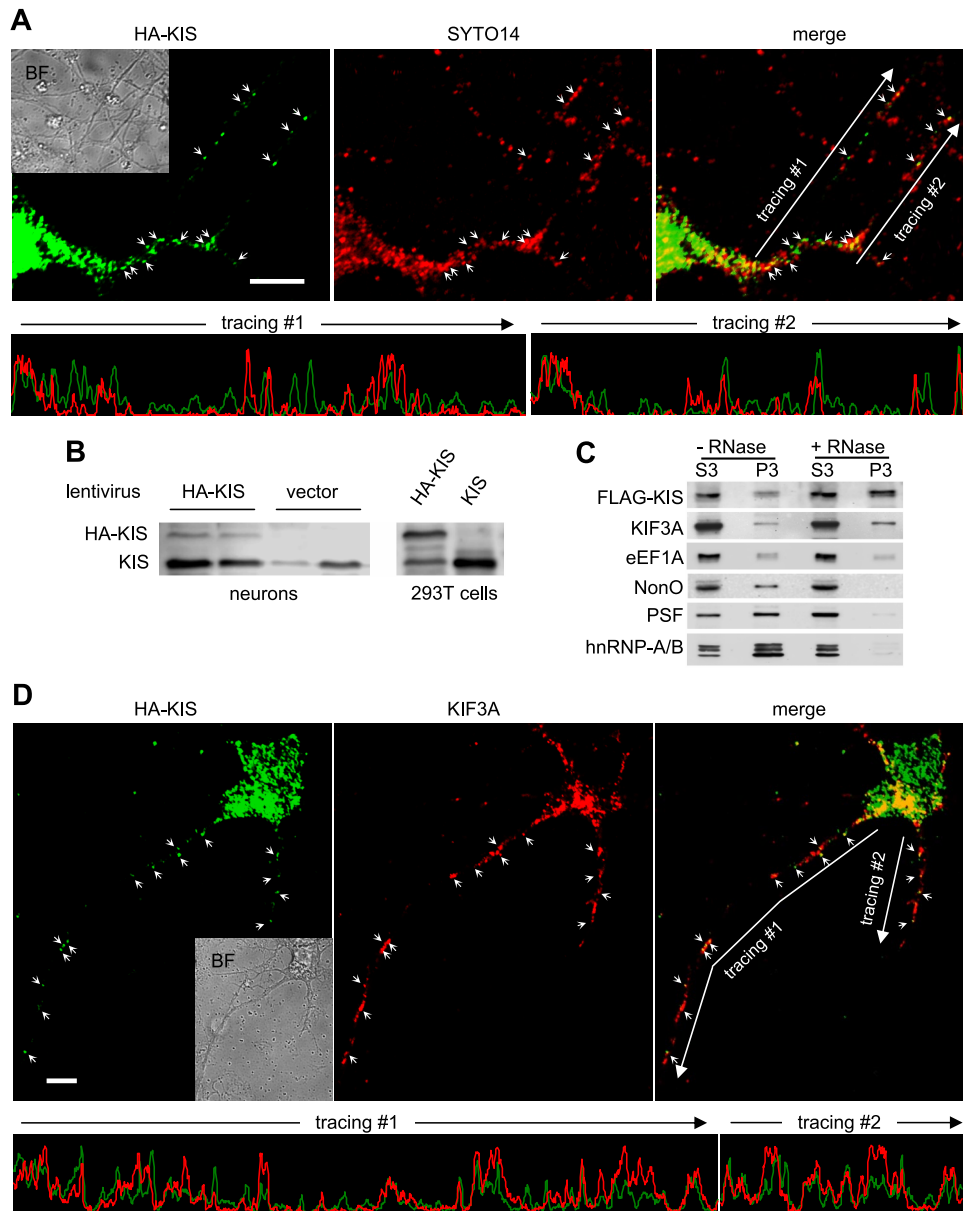 A
HA-KIS SYTO14 merge
BF
tracing #1
tracing #2
tracing #1 tracing #2
B
lentivirus HA-KIS vector
HA-KIS KIS
HA-KIS
KIS
neurons 293T cells
C
- RNase + RNase
S3 P3 S3 P3
FLAG-KIS
KIF3A
eEF1A
NonO
PSF
hnRNP-A/B
D
HA-KIS KIF3A merge
BF
tracing #1
tracing #2
tracing #1 tracing #2